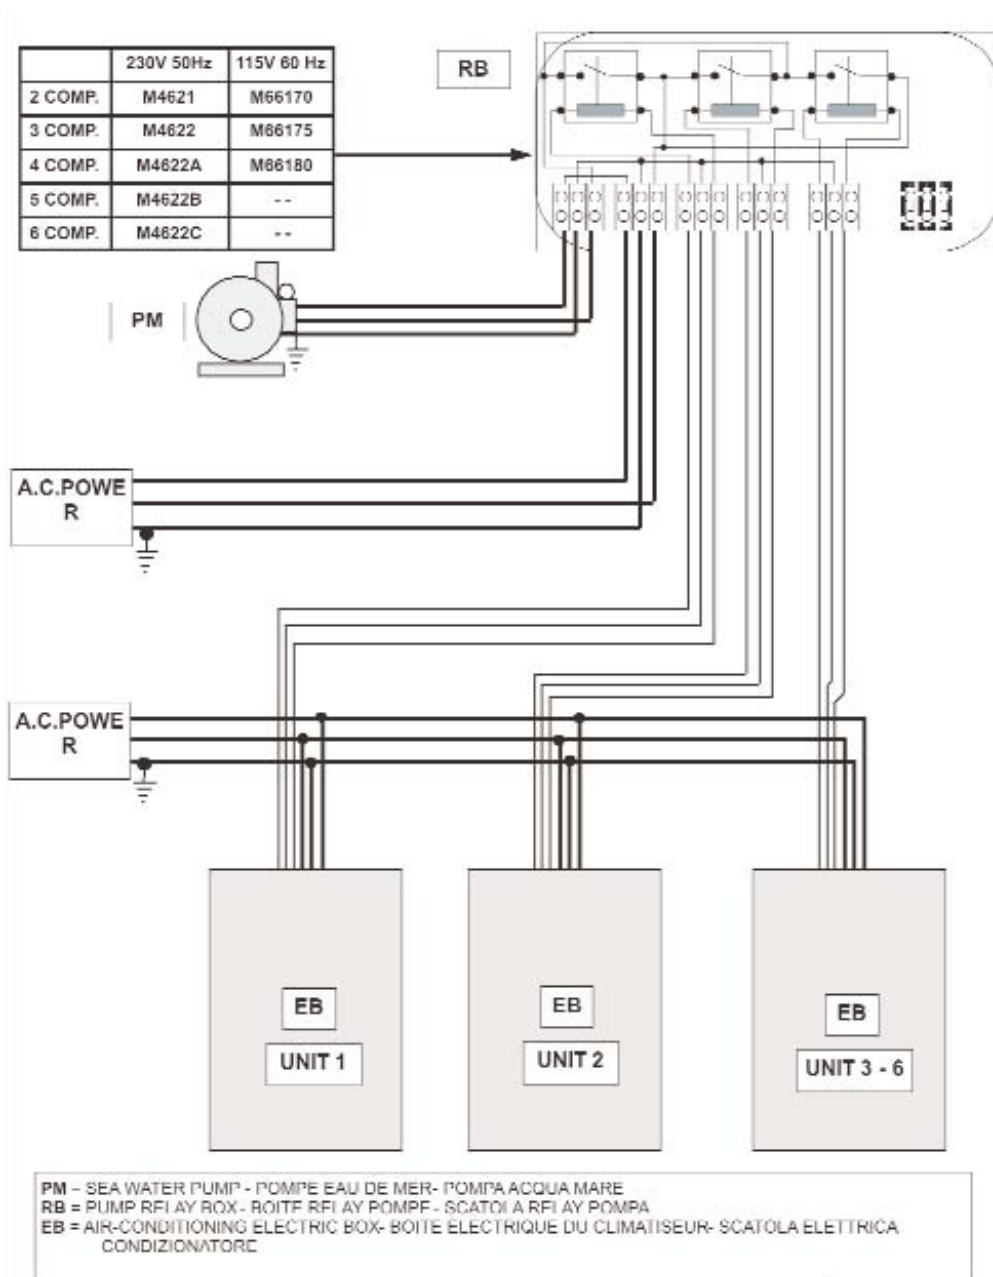 230V 50Hz 115V 60 Hz
2 COMP. M4621 M66170
3 COMP. M4622 M66175
4 COMP. M4622A M66180
5 COMP. M4622B - -
6 COMP. M4622C - -
RB
PM
A.C.POWE
R
A.C.POWE
R
EB
UNIT 1
EB
UNIT 2
EB
UNIT 3 - 6
PM – SEA WATER PUMP - POMPE EAU DE MER- POMPA ACQUA MARE
RB = PUMP RELAY BOX - BOITE RELAY POMPE - SCATOLA RELAY POMPA
EB = AIR-CONDITIONING ELECTRIC BOX- BOITE ELECTRIQUE DU CLIMATISEUR- SCATOLA ELETTRICA
CONDIZIONATORE